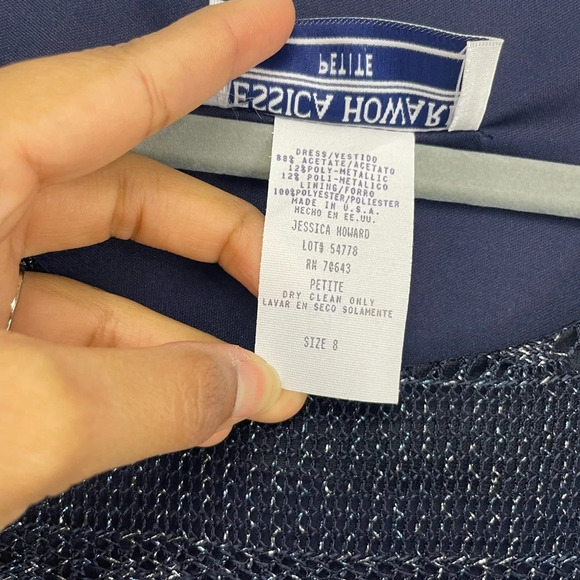 PETITE
JESSICA HOWARD
DRESS/VESTIDO
88% ACETATE/ACETATO
12%POLY-METALLIC
12% POLI-METALICO
LINING/FORRO
100%POLYESTER/POLIESTER
MADE IN U.S.A.
HECHO EN EE.UU.
JESSICA HOWARD
LOT# 54778
RN 70643
PETITE
DRY CLEAN ONLY
LAVAR EN SECO SOLAMENTE
SIZE 8